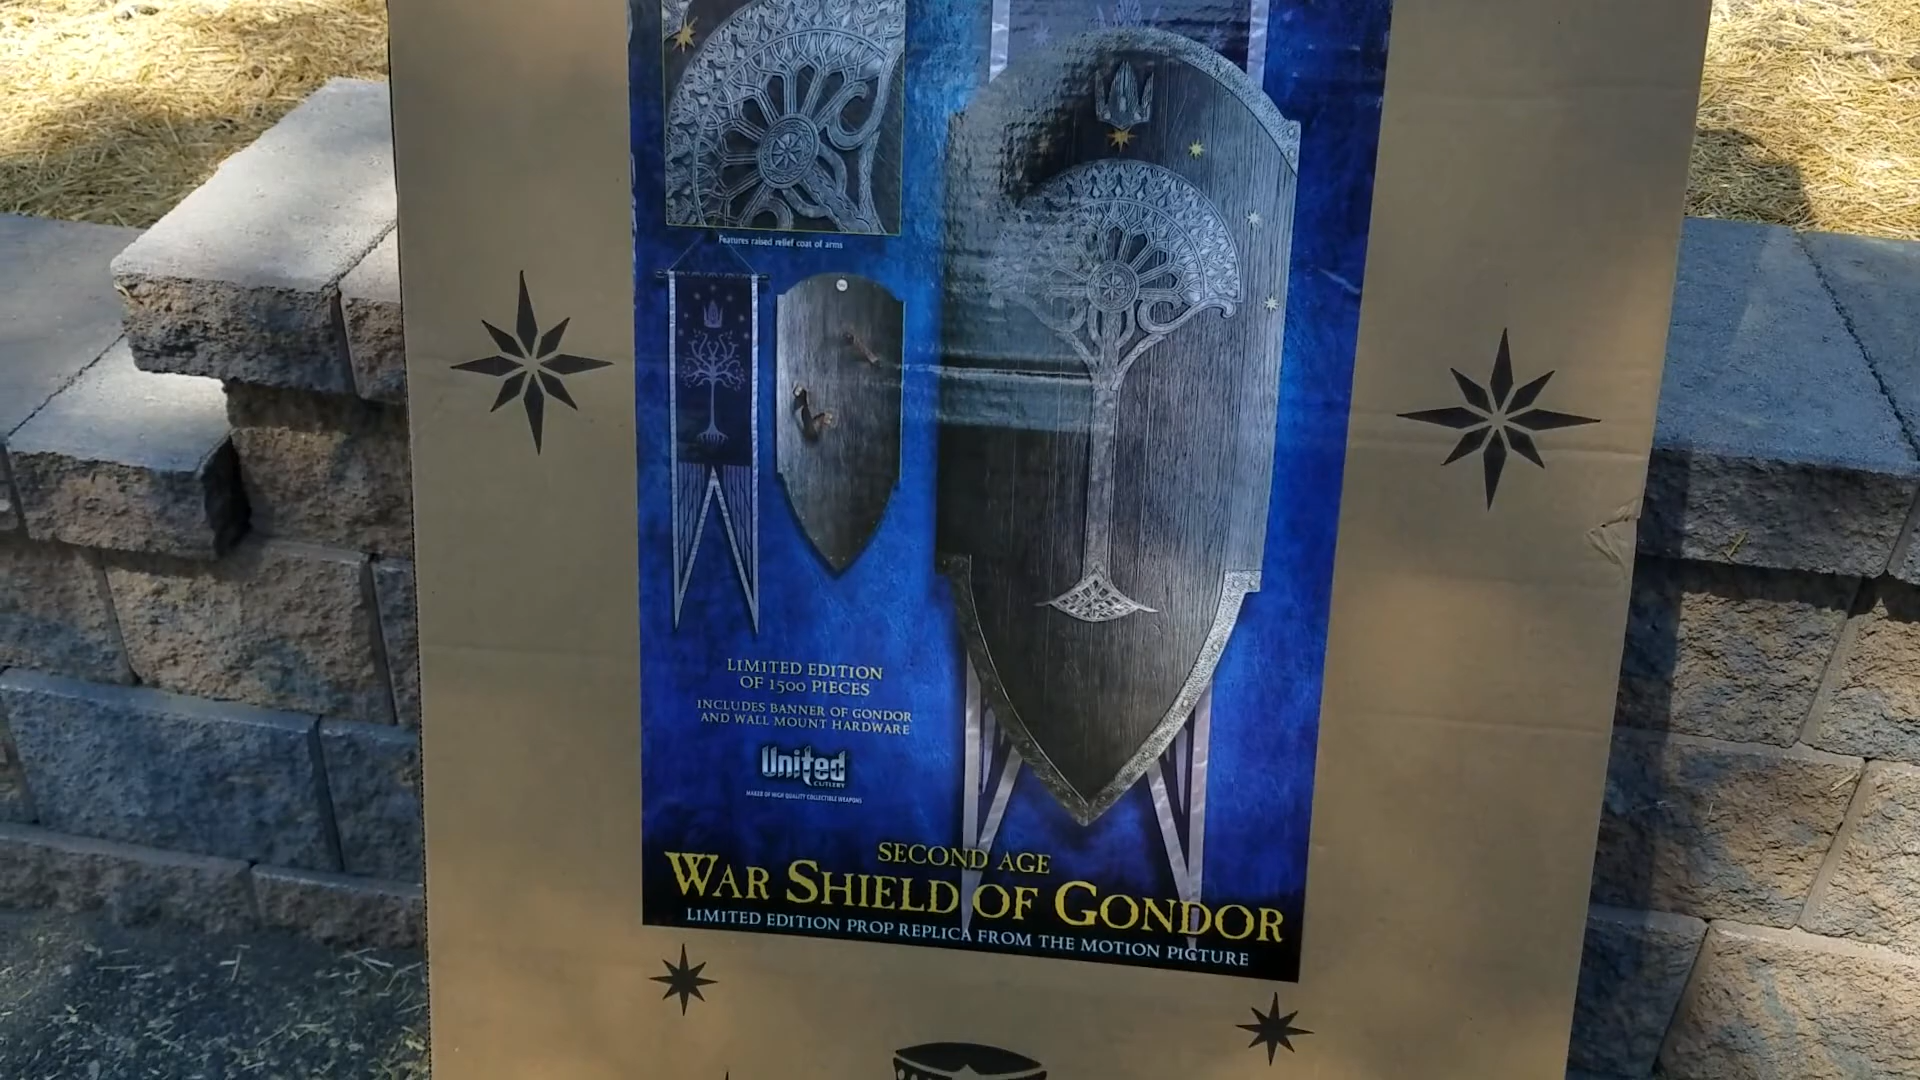 Features raised relief coat of arms
LIMITED EDITION
OF 1500 PIECES
INCLUDES BANNER OF GONDOR
AND WALL MOUNT HARDWARE
United
CUTLERY
MAKER OF HIGH QUALITY COLLECTIBLE WEAPONS
SECOND AGE
WAR SHIELD OF GONDOR
LIMITED EDITION PROP REPLICA FROM THE MOTION PICTURE